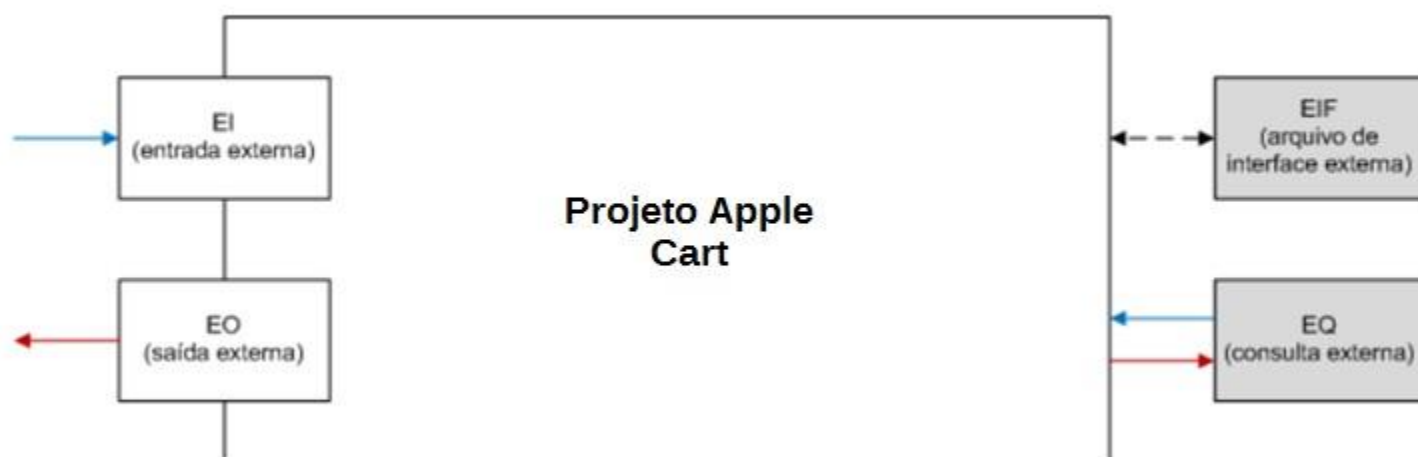 EI
(entrada externa)
EIF
(arquivo de
interface externa)
Projeto Apple
Cart
EO
(saída externa)
EQ
(consulta externa)